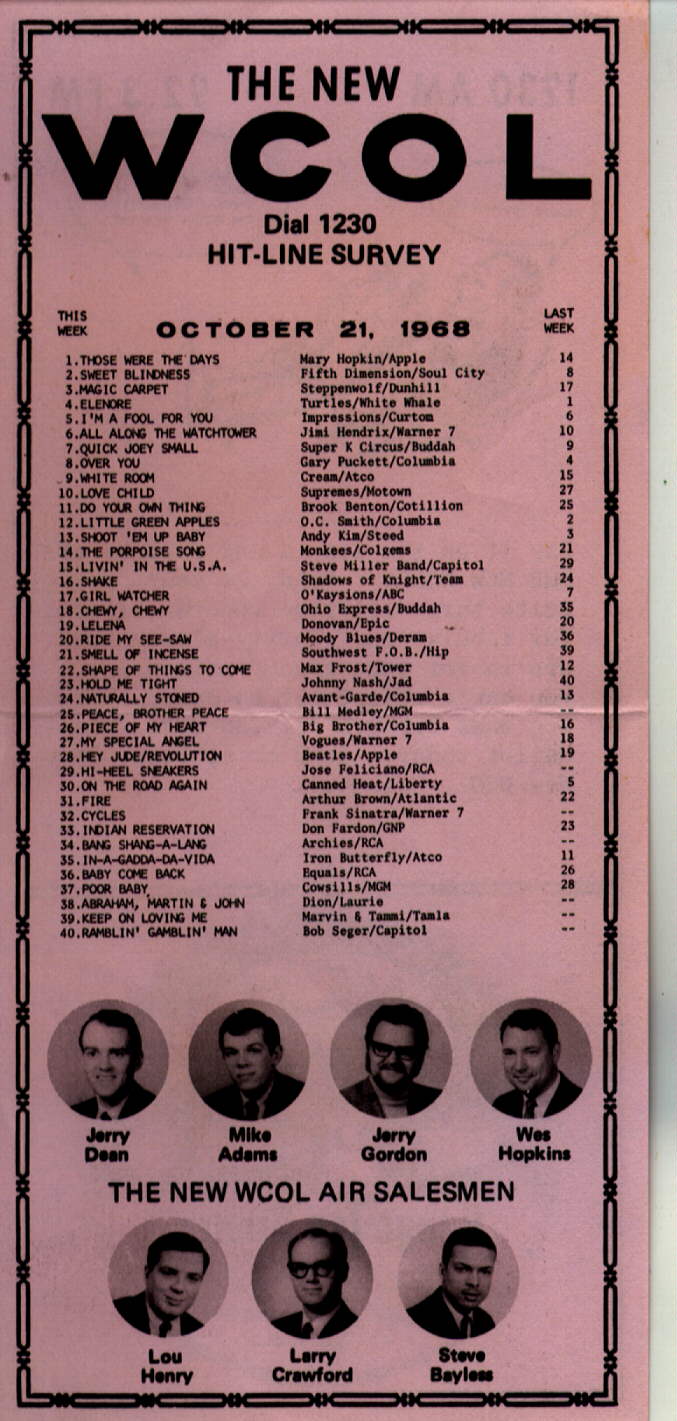 THE NEW
WCOL
Dial 1230
HIT-LINE SURVEY
THIS WEEK OCTOBER 21, 1968 LAST WEEK
1. THOSE WERE THE DAYS Mary Hopkin/Apple 14
2. SWEET BLINDNESS Fifth Dimension/Soul City 8
3. MAGIC CARPET Steppenwolf/Dunhill 17
4. ELENORE Turtles/White Whale 1
5. I'M A FOOL FOR YOU Impressions/Curtom 6
6. ALL ALONG THE WATCHTOWER Jimi Hendrix/Warner 7 10
7. QUICK JOEY SMALL Super K Circus/Buddah 9
8. OVER YOU Gary Puckett/Columbia 4
9. WHITE ROOM Cream/Atco 15
10. LOVE CHILD Supremes/Motown 27
11. DO YOUR OWN THING Brook Benton/Cotillion 25
12. LITTLE GREEN APPLES O.C. Smith/Columbia 2
13. SHOOT 'EM UP BABY Andy Kim/Steed 3
14. THE PORPOISE SONG Monkees/Colgems 21
15. LIVIN' IN THE U.S.A. Steve Miller Band/Capitol 29
16. SHAKE Shadows of Knight/Team 24
17. GIRL WATCHER O'Kaysions/ABC 7
18. CHEWY, CHEWY Ohio Express/Buddah 35
19. LELENA Donovan/Epic 20
20. RIDE MY SEE-SAW Moody Blues/Deram 36
21. SMELL OF INCENSE Southwest F.O.B./Hip 39
22. SHAPE OF THINGS TO COME Max Frost/Tower 12
23. HOLD ME TIGHT Johnny Nash/Jad 40
24. NATURALLY STONED Avant-Garde/Columbia 13
25. PEACE, BROTHER PEACE Bill Medley/MGM --
26. PIECE OF MY HEART Big Brother/Columbia 16
27. MY SPECIAL ANGEL Vogues/Warner 7 18
28. HEY JUDE/REVOLUTION Beatles/Apple 19
29. HI-HEEL SNEAKERS Jose Feliciano/RCA --
30. ON THE ROAD AGAIN Canned Heat/Liberty 5
31. FIRE Arthur Brown/Atlantic 22
32. CYCLES Frank Sinatra/Warner 7 --
33. INDIAN RESERVATION Don Fardon/GNP 23
34. BANG SHANG-A-LANG Archies/RCA --
35. IN-A-GADDA-DA-VIDA Iron Butterfly/Atco 11
36. BABY COME BACK Equals/RCA 26
37. POOR BABY Cowsills/MGM 28
38. ABRAHAM, MARTIN & JOHN Dion/Laurie --
39. KEEP ON LOVING ME Marvin & Tammi/Tamla --
40. RAMBLIN' GAMBLIN' MAN Bob Seger/Capitol --
Jerry Dean
Mike Adams
Jerry Gordon
Wes Hopkins
THE NEW WCOL AIR SALESMEN
Lou Henry
Larry Crawford
Steve Bayless